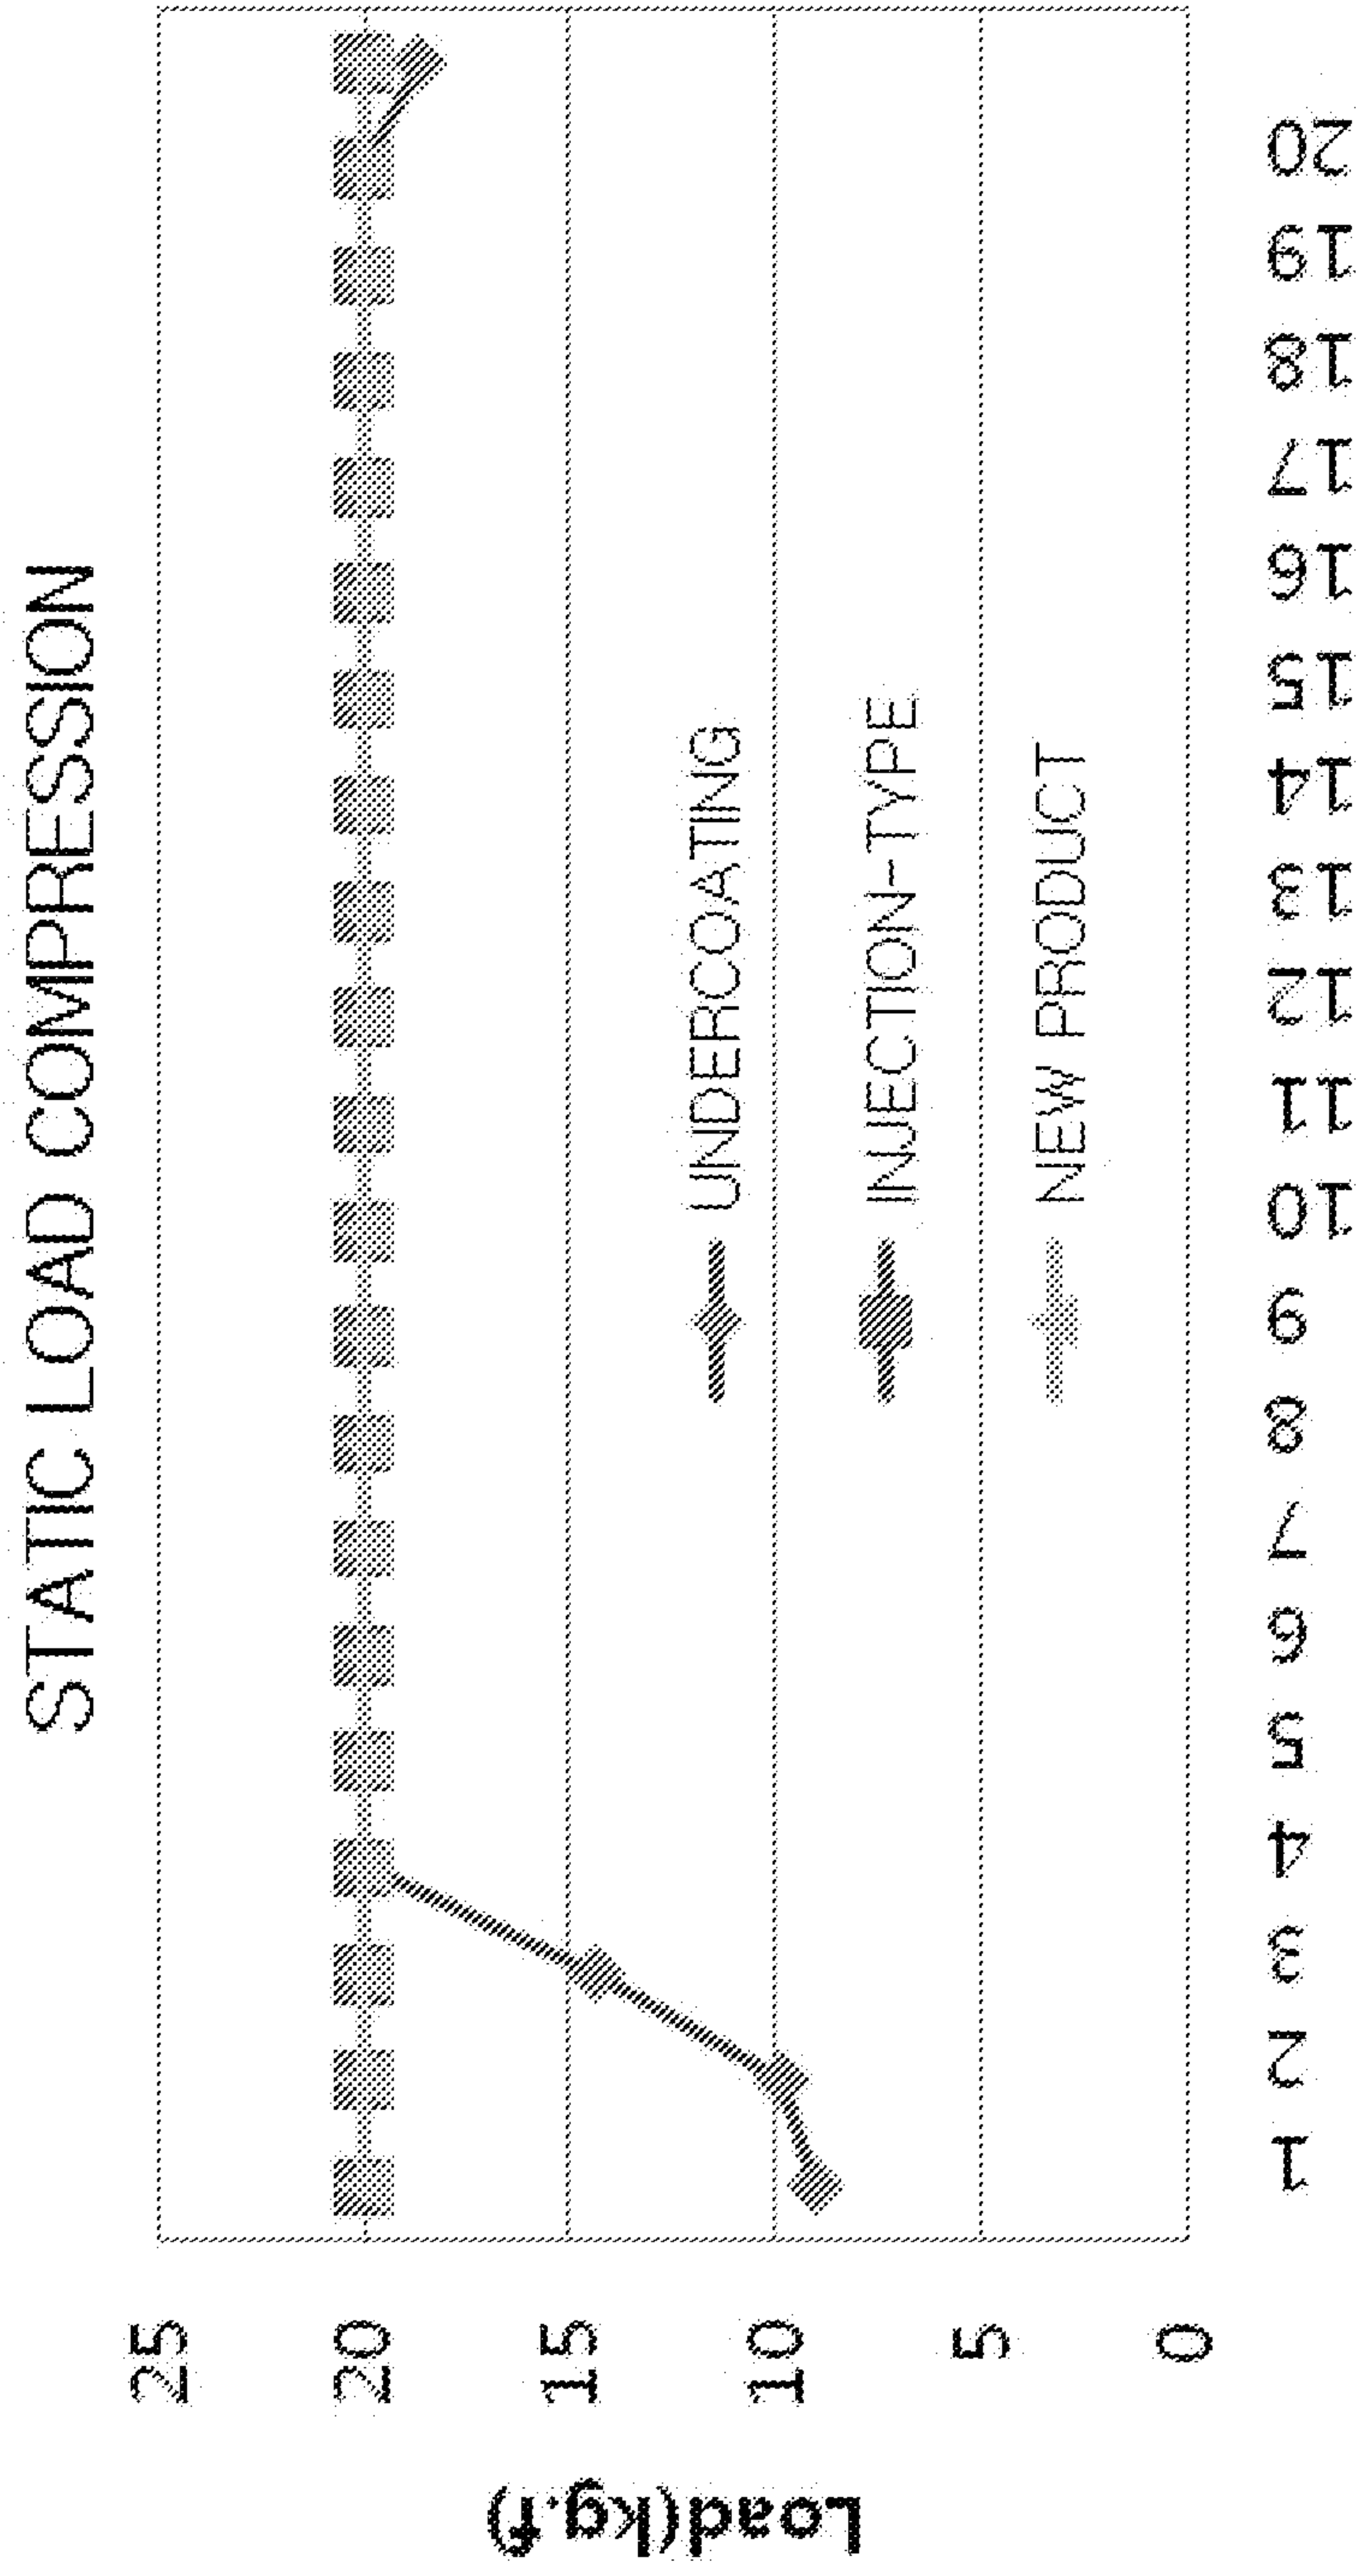 STATIC LOAD COMPRESSION
Load(kg.f)
25
20
15
10
5
0
UNDERCOATING
INJECTION-TYPE
NEW PRODUCT
1 2 3 4 5 6 7 8 9 10 11 12 13 14 15 16 17 18 19 20